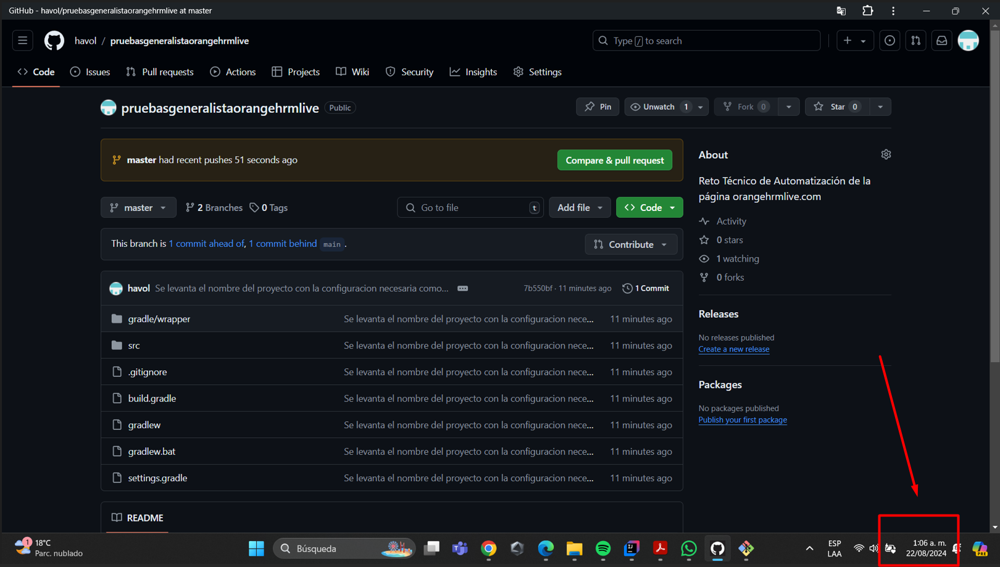 GitHub - havol/pruebasgeneralistaorangehrmlive at master
havol / pruebasgeneralistaorangehrmlive
Type / to search
Code Issues Pull requests Actions Projects Wiki Security Insights Settings
pruebasgeneralistaorangehrmlive Public
Pin Unwatch 1 Fork 0 Star 0
master had recent pushes 51 seconds ago
Compare & pull request
master 2 Branches 0 Tags
Go to file t Add file Code
This branch is 1 commit ahead of, 1 commit behind main .
Contribute
havol Se levanta el nombre del proyecto con la configuracion necesaria como... 7b550bf · 11 minutes ago 1 Commit
gradle/wrapper Se levanta el nombre del proyecto con la configuracion nece... 11 minutes ago
src Se levanta el nombre del proyecto con la configuracion nece... 11 minutes ago
.gitignore Se levanta el nombre del proyecto con la configuracion nece... 11 minutes ago
build.gradle Se levanta el nombre del proyecto con la configuracion nece... 11 minutes ago
gradlew Se levanta el nombre del proyecto con la configuracion nece... 11 minutes ago
gradlew.bat Se levanta el nombre del proyecto con la configuracion nece... 11 minutes ago
settings.gradle Se levanta el nombre del proyecto con la configuracion nece... 11 minutes ago
README
About
Reto Técnico de Automatización de la
página orangehrmlive.com
Activity
0 stars
1 watching
0 forks
Releases
No releases published
Create a new release
Packages
No packages published
Publish your first package
1
18°C
Parc. nublado
Búsqueda
ESP
LAA
1:06 a. m.
22/08/2024
PRE